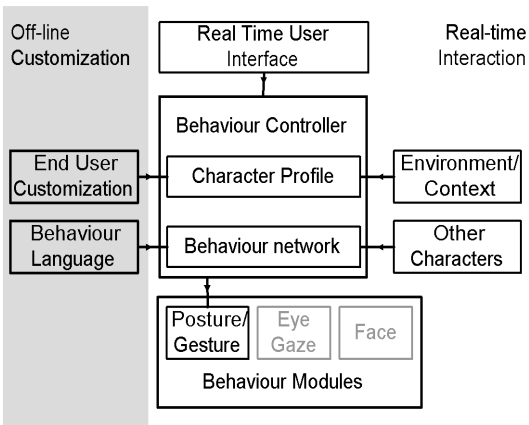 Off-line
Customization
Real Time User
Interface
Real-time
Interaction
Behaviour Controller
End User
Customization
Character Profile
Environment/
Context
Behaviour
Language
Behaviour network
Other
Characters
Posture/
Gesture
Eye
Gaze
Face
Behaviour Modules